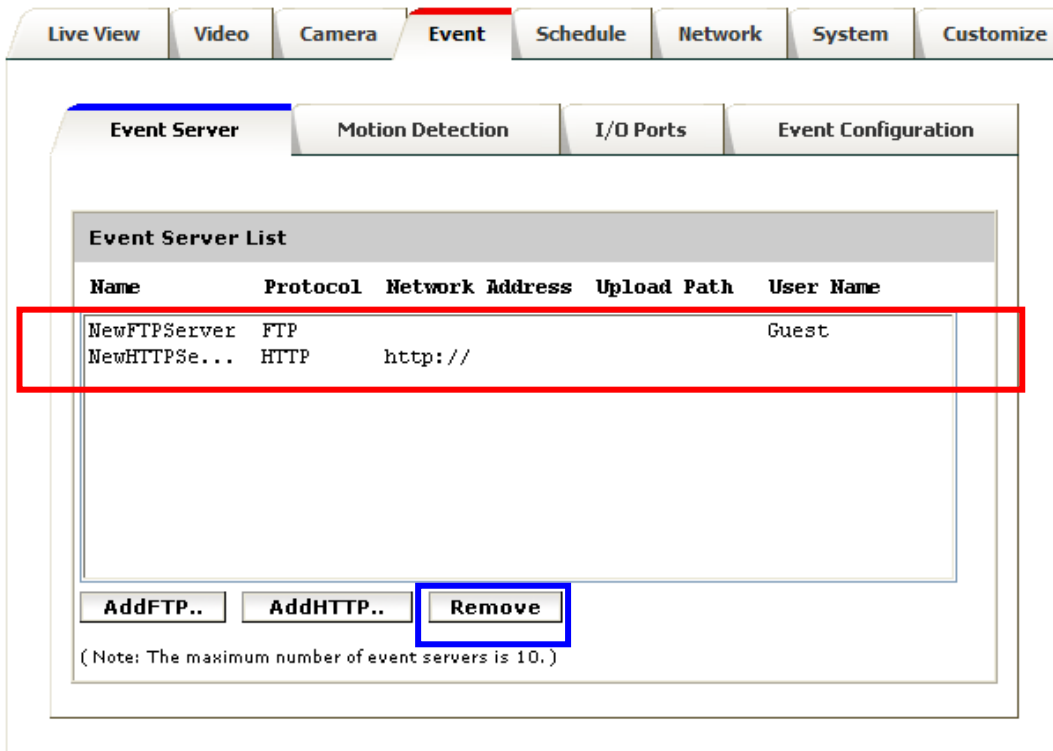 Live View Video Camera Event Schedule Network System Customize
Event Server Motion Detection I/O Ports Event Configuration
Event Server List
Name Protocol Network Address Upload Path User Name
NewFTPServer FTP Guest
NewHTTPSe... HTTP http://
AddFTP.. AddHTTP.. Remove
(Note: The maximum number of event servers is 10.)